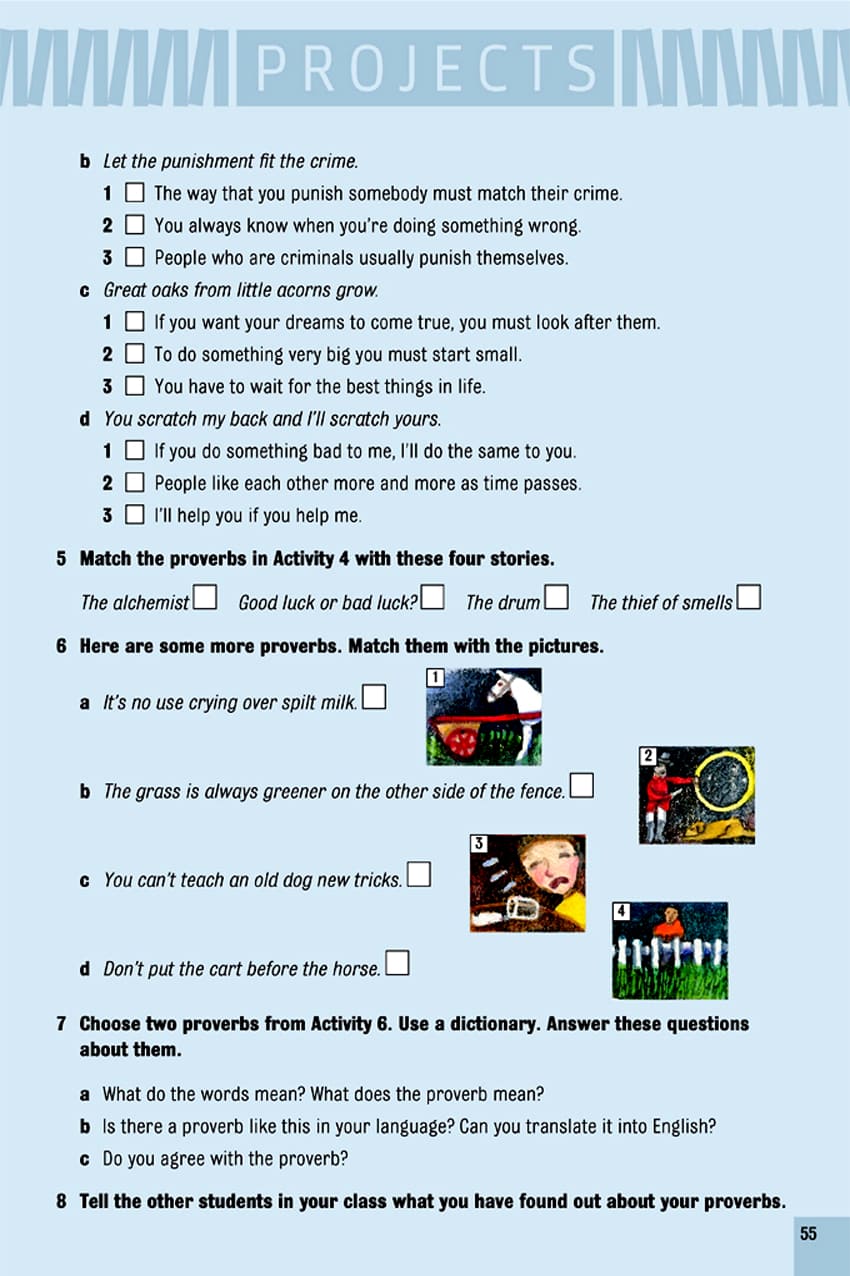 PROJECTS
b Let the punishment fit the crime.
1 The way that you punish somebody must match their crime.
2 You always know when you're doing something wrong.
3 People who are criminals usually punish themselves.
c Great oaks from little acorns grow.
1 If you want your dreams to come true, you must look after them.
2 To do something very big you must start small.
3 You have to wait for the best things in life.
d You scratch my back and I'll scratch yours.
1 If you do something bad to me, I'll do the same to you.
2 People like each other more and more as time passes.
3 I'll help you if you help me.
5 Match the proverbs in Activity 4 with these four stories.
The alchemist Good luck or bad luck? The drum The thief of smells
6 Here are some more proverbs. Match them with the pictures.
1
a It's no use crying over spilt milk.
2
b The grass is always greener on the other side of the fence.
3
c You can't teach an old dog new tricks.
4
d Don't put the cart before the horse.
7 Choose two proverbs from Activity 6. Use a dictionary. Answer these questions
about them.
a What do the words mean? What does the proverb mean?
b Is there a proverb like this in your language? Can you translate it into English?
c Do you agree with the proverb?
8 Tell the other students in your class what you have found out about your proverbs.
55